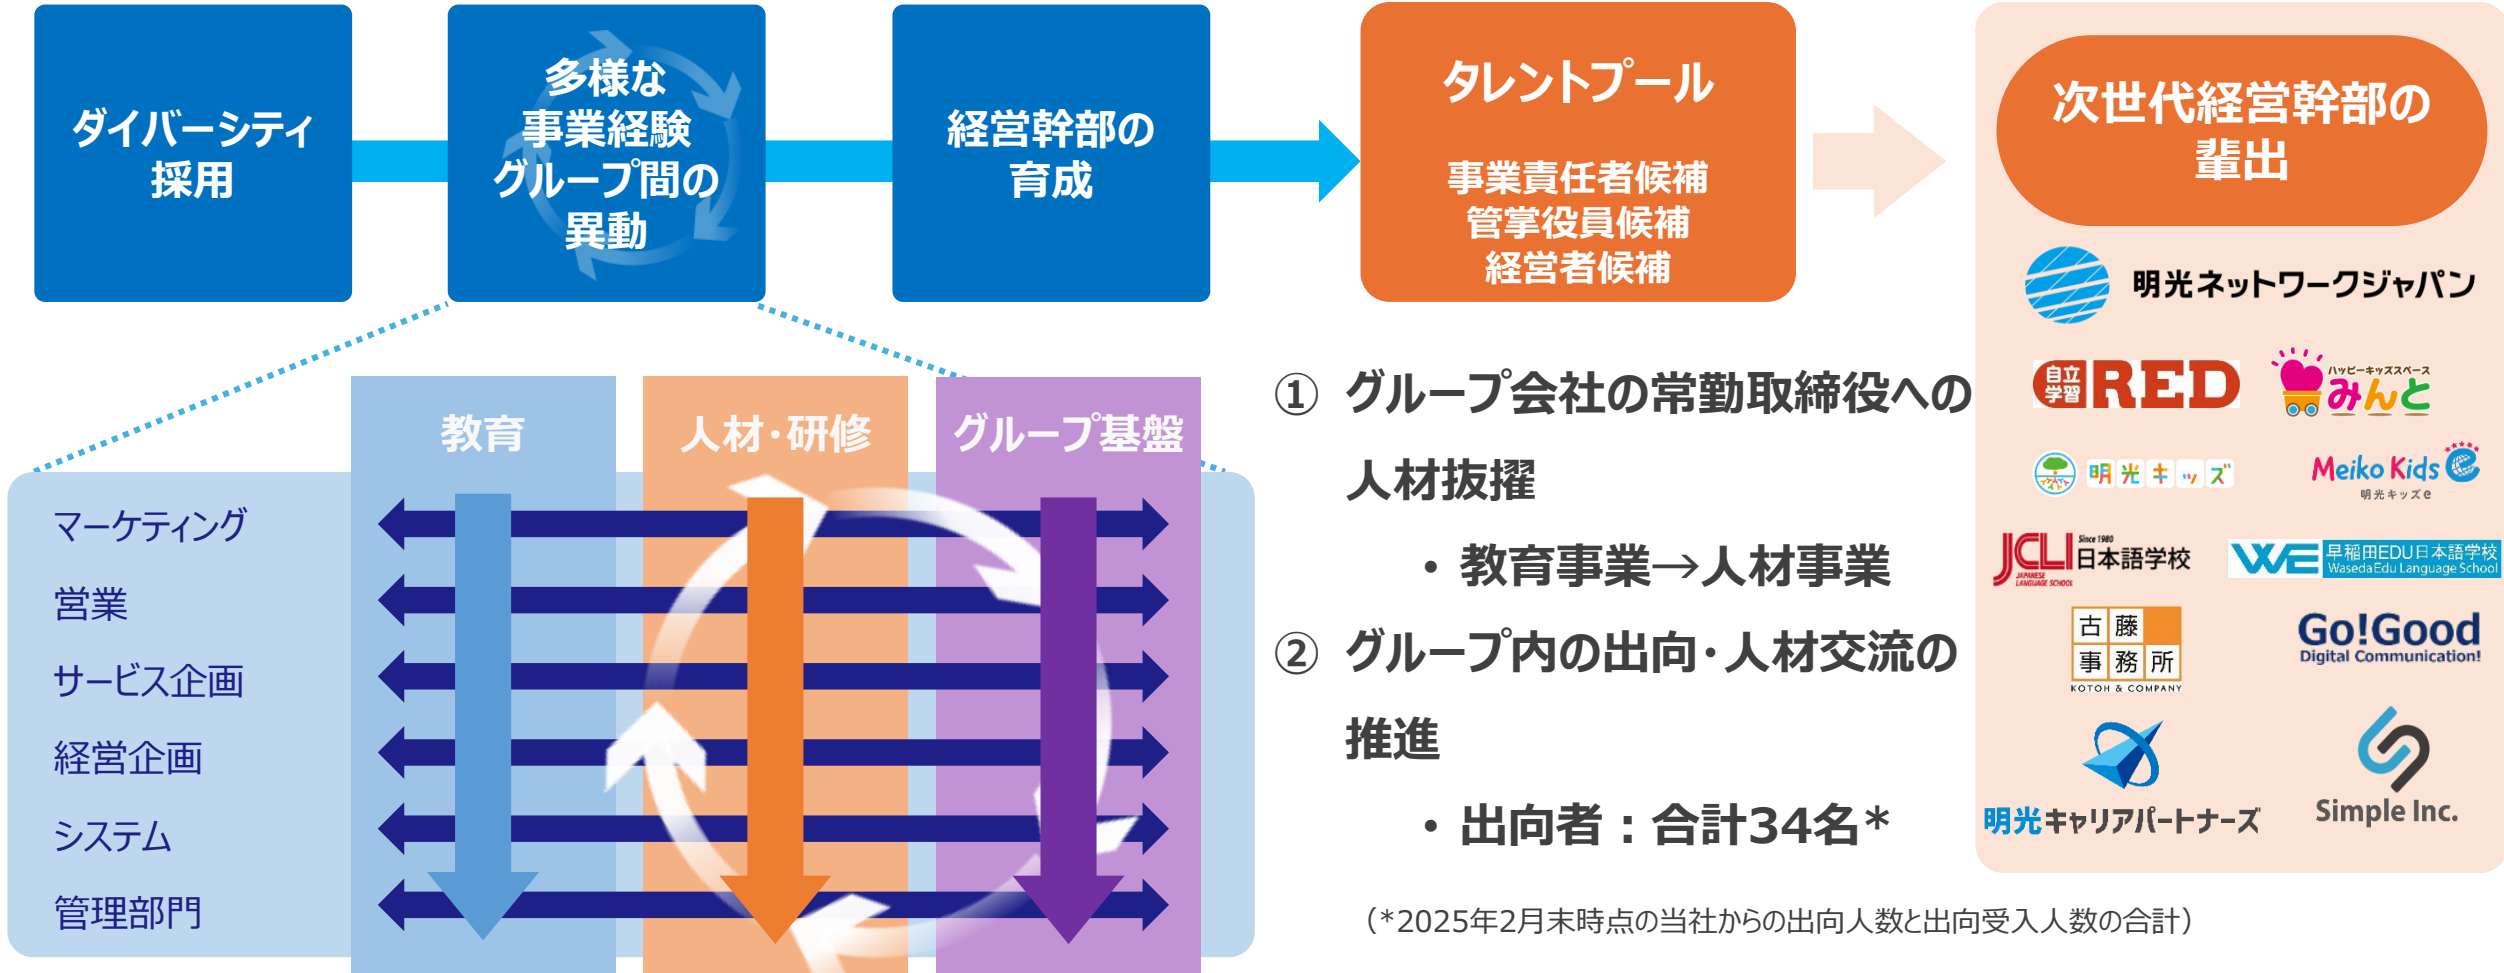 ダイバーシティ
採用
多様な
事業経験
グループ間の
異動
経営幹部の
育成
タレントプール
事業責任者候補
管掌役員候補
経営者候補
次世代経営幹部の
輩出
明光ネットワークジャパン
自立
学習
RED
ハッピーキッズスペース
みんと
明光キッズ
Meiko Kids e
明光キッズe
JCLI
Since 1980
日本語学校
JAPANESE
LANGUAGE SCHOOL
WE
早稲田EDU日本語学校
Waseda Edu Language School
古藤
事務所
KOTOH & COMPANY
Go!Good
Digital Communication!
明光キャリアパートナーズ
Simple Inc.
教育
人材・研修
グループ基盤
マーケティング
営業
サービス企画
経営企画
システム
管理部門
① グループ会社の常勤取締役への
人材抜擢
・教育事業→人材事業
② グループ内の出向・人材交流の
推進
・出向者：合計34名*
（*2025年2月末時点の当社からの出向人数と出向受入人数の合計）